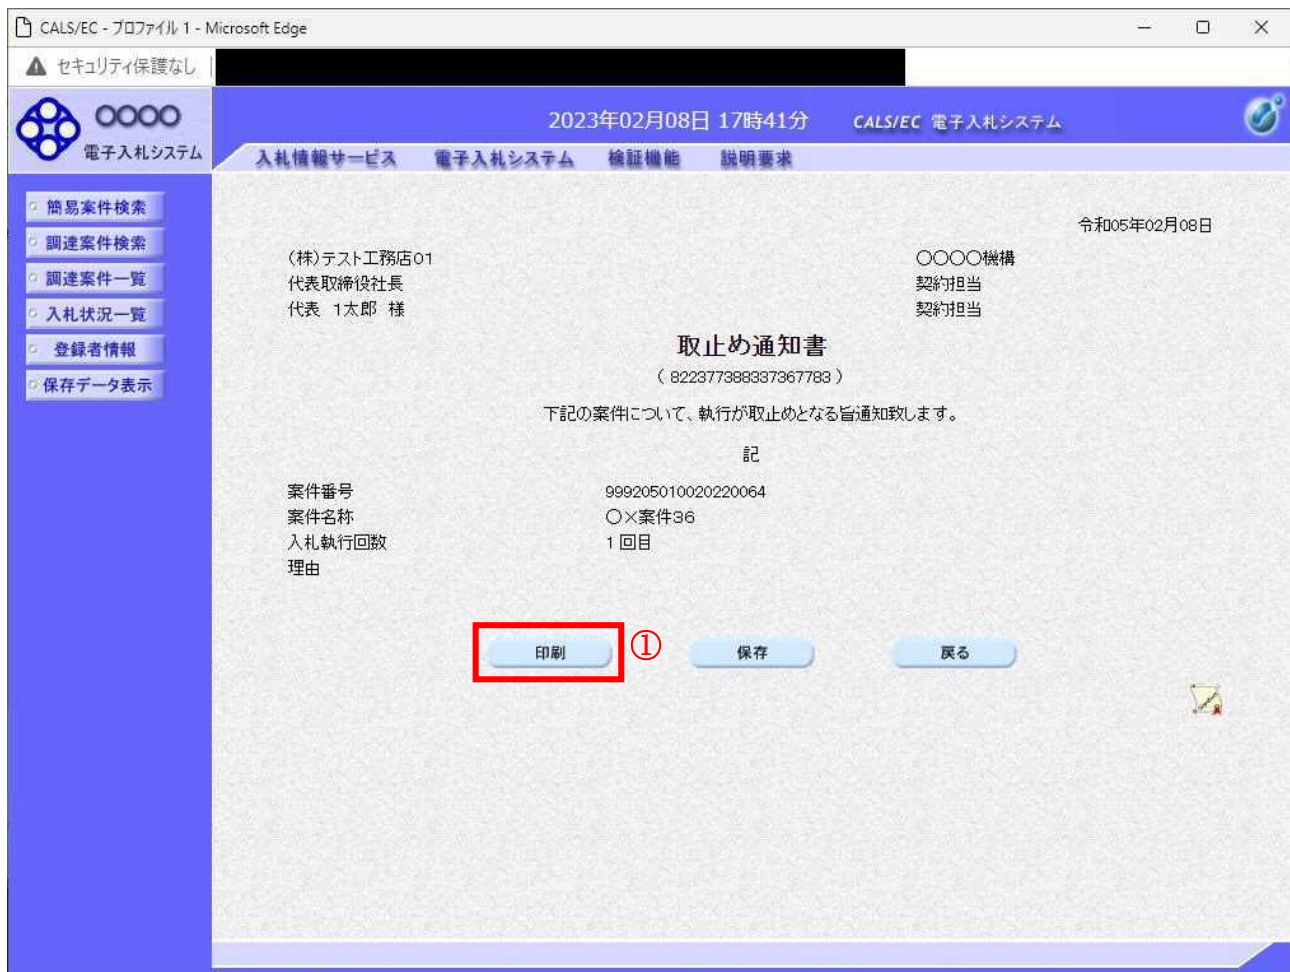 CALS/EC - プロファイル 1 - Microsoft Edge
セキュリティ保護なし
〇〇〇〇
電子入札システム
2023年02月08日 17時41分
CALS/EC 電子入札システム
入札情報サービス 電子入札システム 検証機能 説明要求
簡易案件検索
調達案件検索
調達案件一覧
入札状況一覧
登録者情報
保存データ表示
令和05年02月08日
(株)テスト工務店01
代表取締役社長
代表 1太郎 様
〇〇〇〇機構
契約担当
契約担当
取止め通知書
( 822377388337367783 )
下記の案件について、執行が取止めとなる旨通知致します。
記
案件番号 999205010020220064
案件名称 〇×案件36
入札執行回数 1回目
理由
印刷 ① 保存 戻る